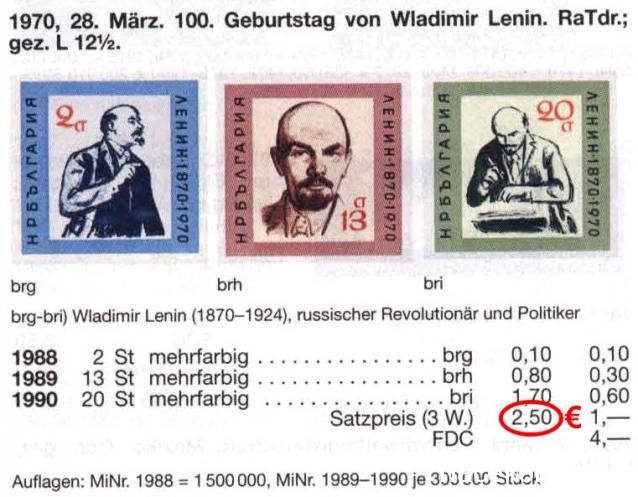 1970, 28. März. 100. Geburtstag von Wladimir Lenin. RaTdr.;
gez. L 12½.
НРБЪЛГАРИЯ
2 ст
ЛЕНИН·1870·1970
НРБЪЛГАРИЯ
13 ст
ЛЕНИН·1870·1970
НРБЪЛГАРИЯ
20 ст
ЛЕНИН·1870·1970
brg brh bri
brg-bri) Wladimir Lenin (1870–1924), russischer Revolutionär und Politiker
1988 2 St mehrfarbig . . . . . . . . . . . . . . . . . . brg 0,10 0,10
1989 13 St mehrfarbig . . . . . . . . . . . . . . . . . . brh 0,80 0,30
1990 20 St mehrfarbig . . . . . . . . . . . . . . . . . . bri 1,70 0,60
Satzpreis (3 W.) 2,50 € 1,—
FDC 4,—
Auflagen: MiNr. 1988 = 1 500 000, MiNr. 1989–1990 je 300 000 Stück